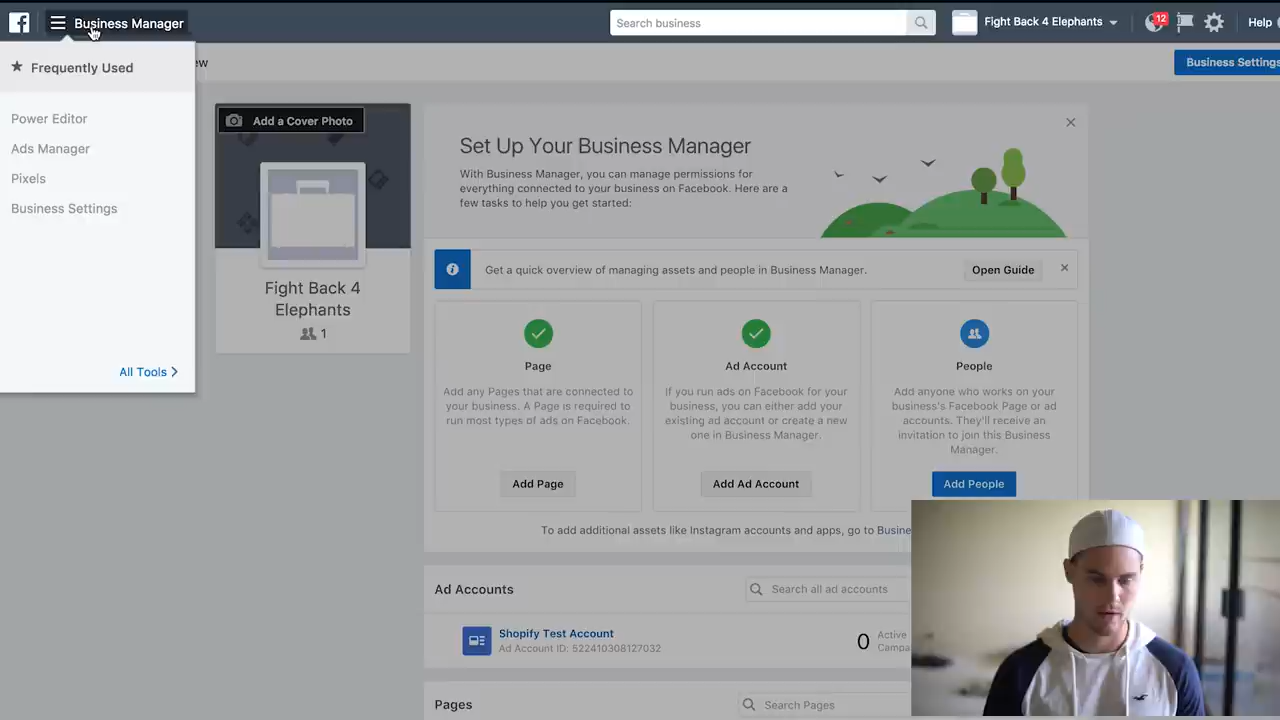 Business Manager
Search business
Fight Back 4 Elephants
12
Help
Frequently Used
Power Editor
Ads Manager
Pixels
Business Settings
All Tools
Business Settings
Add a Cover Photo
Fight Back 4
Elephants
1
Set Up Your Business Manager
With Business Manager, you can manage permissions for
everything connected to your business on Facebook. Here are a
few tasks to help you get started:
Get a quick overview of managing assets and people in Business Manager.
Open Guide
Page
Add any Pages that are connected to
your business. A Page is required to
run most types of ads on Facebook.
Add Page
Ad Account
If you run ads on Facebook for your
business, you can either add your
existing ad account or create a new
one in Business Manager.
Add Ad Account
People
Add anyone who works on your
business's Facebook Page or ad
accounts. They'll receive an
invitation to join this Business
Manager.
Add People
To add additional assets like Instagram accounts and apps, go to Busine
Ad Accounts
Search all ad accounts
Shopify Test Account
Ad Account ID: 522410308127032
0
Active
Campa
Pages
Search Pages